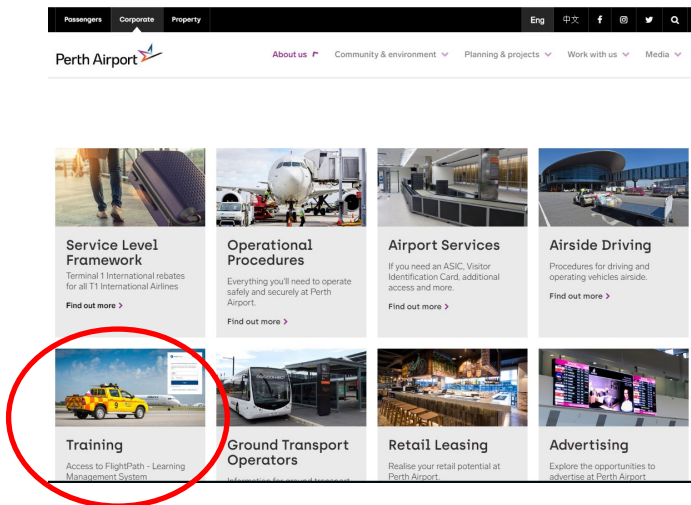 Passengers Corporate Property Eng 中文
Perth Airport
About us Community & environment Planning & projects Work with us Media
Service Level
Framework
Terminal 1 International rebates
for all T1 International Airlines
Find out more >
Operational
Procedures
Everything you'll need to operate
safely and securely at Perth
Airport.
Find out more >
Airport Services
If you need an ASIC, Visitor
Identification Card, additional
access and more.
Find out more >
Airside Driving
Procedures for driving and
operating vehicles airside.
Find out more >
9
Training
Access to FlightPath - Learning
Management System
Ground Transport
Operators
Information for ground transport
Retail Leasing
Realise your retail potential at
Perth Airport.
Advertising
Explore the opportunities to
advertise at Perth Airport